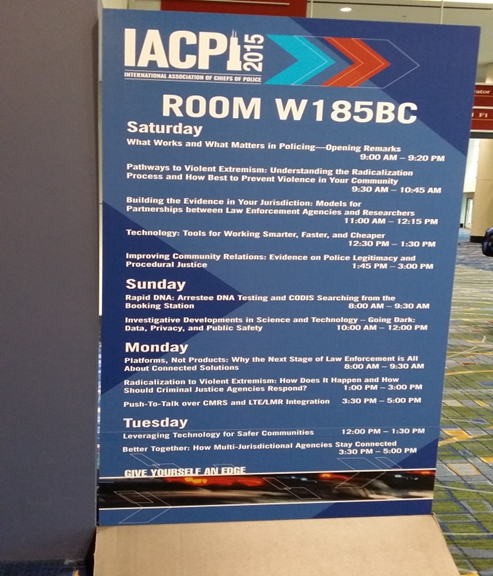 IACP 2015
INTERNATIONAL ASSOCIATION OF CHIEFS OF POLICE
ROOM W185BC
Saturday
What Works and What Matters in Policing—Opening Remarks
9:00 AM – 9:20 PM
Pathways to Violent Extremism: Understanding the Radicalization
Process and How Best to Prevent Violence in Your Community
9:30 AM – 10:45 AM
Building the Evidence in Your Jurisdiction: Models for
Partnerships between Law Enforcement Agencies and Researchers
11:00 AM – 12:15 PM
Technology: Tools for Working Smarter, Faster, and Cheaper
12:30 PM – 1:30 PM
Improving Community Relations: Evidence on Police Legitimacy and
Procedural Justice 1:45 PM – 3:00 PM
Sunday
Rapid DNA: Arrestee DNA Testing and CODIS Searching from the
Booking Station 8:00 AM – 9:30 AM
Investigative Developments in Science and Technology – Going Dark:
Data, Privacy, and Public Safety 10:00 AM – 12:00 PM
Monday
Platforms, Not Products: Why the Next Stage of Law Enforcement is All
About Connected Solutions 8:00 AM – 9:30 AM
Radicalization to Violent Extremism: How Does It Happen and How
Should Criminal Justice Agencies Respond? 1:00 PM – 3:00 PM
Push-To-Talk over CMRS and LTE/LMR Integration 3:30 PM – 5:00 PM
Tuesday
Leveraging Technology for Safer Communities 12:00 PM – 1:30 PM
Better Together: How Multi-Jurisdictional Agencies Stay Connected
3:30 PM – 5:00 PM
GIVE YOURSELF AN EDGE